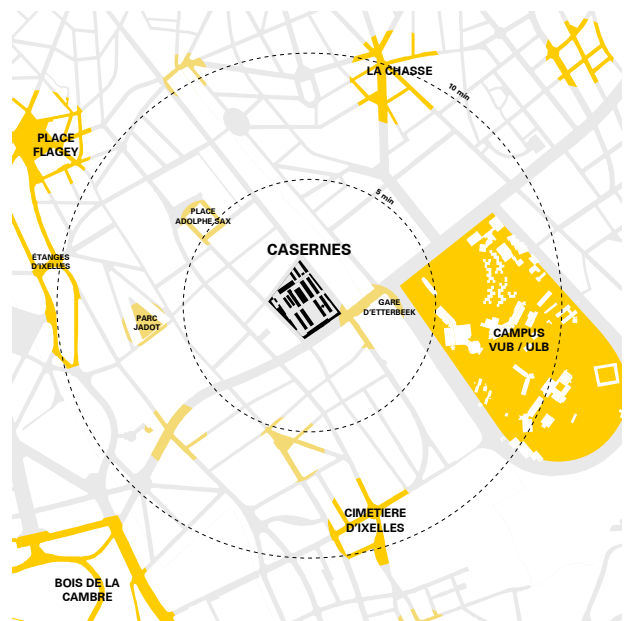 LA CHASSE
10 min
PLACE
FLAGEY
5 min
PLACE
ADOLPHE SAX
CASERNES
ÉTANGES
D'IXELLES
GARE
D'ETTERBEEK
PARC
JADOT
CAMPUS
VUB / ULB
CIMETIERE
D'IXELLES
BOIS DE LA
CAMBRE